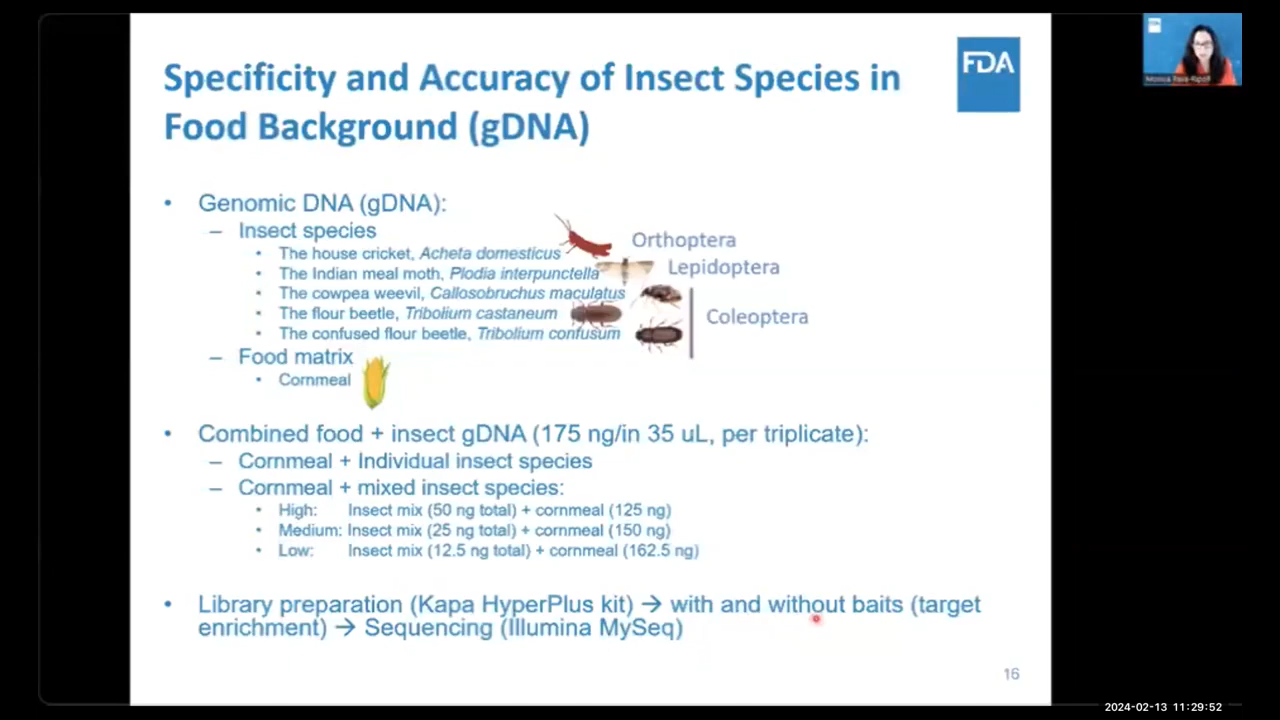 Specificity and Accuracy of Insect Species in
Food Background (gDNA)
FDA
• Genomic DNA (gDNA):
– Insect species
• The house cricket, Acheta domesticus
Orthoptera
• The Indian meal moth, Plodia interpunctella
Lepidoptera
• The cowpea weevil, Callosobruchus maculatus
• The flour beetle, Tribolium castaneum
Coleoptera
• The confused flour beetle, Tribolium confusum
– Food matrix
• Cornmeal
• Combined food + insect gDNA (175 ng/in 35 uL, per triplicate):
– Cornmeal + Individual insect species
– Cornmeal + mixed insect species:
• High: Insect mix (50 ng total) + cornmeal (125 ng)
• Medium: Insect mix (25 ng total) + cornmeal (150 ng)
• Low: Insect mix (12.5 ng total) + cornmeal (162.5 ng)
• Library preparation (Kapa HyperPlus kit) → with and without baits (target
enrichment) → Sequencing (Illumina MySeq)
16
2024-02-13 11:29:52